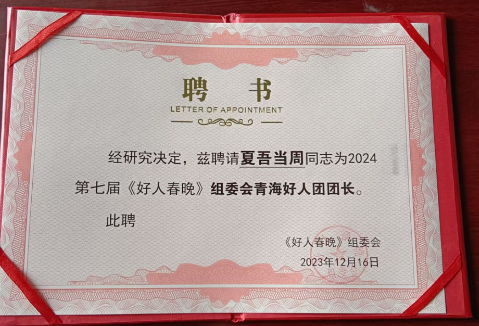 聘 书
LETTER OF APPOINTMENT
经研究决定，兹聘请夏吾当周同志为2024
第七届《好人春晚》组委会青海好人团团长。
此聘
《好人春晚》组委会
2023年12月16日